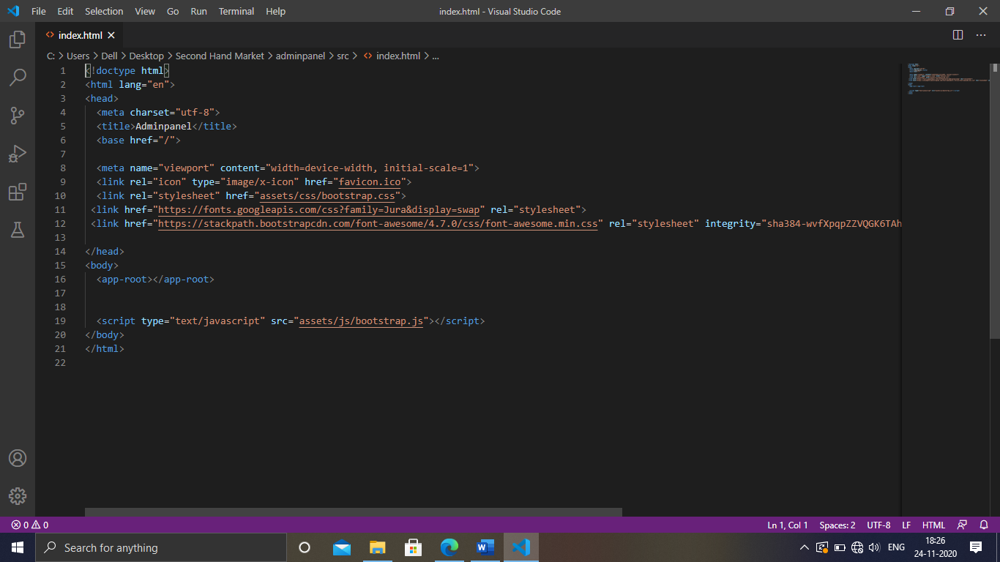 File Edit Selection View Go Run Terminal Help index.html - Visual Studio Code
index.html
C: > Users > Dell > Desktop > Second Hand Market > adminpanel > src > index.html > ...
1 <!doctype html>
2 <html lang="en">
3 <head>
4 <meta charset="utf-8">
5 <title>Adminpanel</title>
6 <base href="/">
7
8 <meta name="viewport" content="width=device-width, initial-scale=1">
9 <link rel="icon" type="image/x-icon" href="favicon.ico">
10 <link rel="stylesheet" href="assets/css/bootstrap.css">
11 <link href="https://fonts.googleapis.com/css?family=Jura&display=swap" rel="stylesheet">
12 <link href="https://stackpath.bootstrapcdn.com/font-awesome/4.7.0/css/font-awesome.min.css" rel="stylesheet" integrity="sha384-wvfXpqpZZVQGK6TAh
13
14 </head>
15 <body>
16 <app-root></app-root>
17
18
19 <script type="text/javascript" src="assets/js/bootstrap.js"></script>
20 </body>
21 </html>
22
0 0 Ln 1, Col 1 Spaces: 2 UTF-8 LF HTML
Search for anything ENG 18:26
24-11-2020